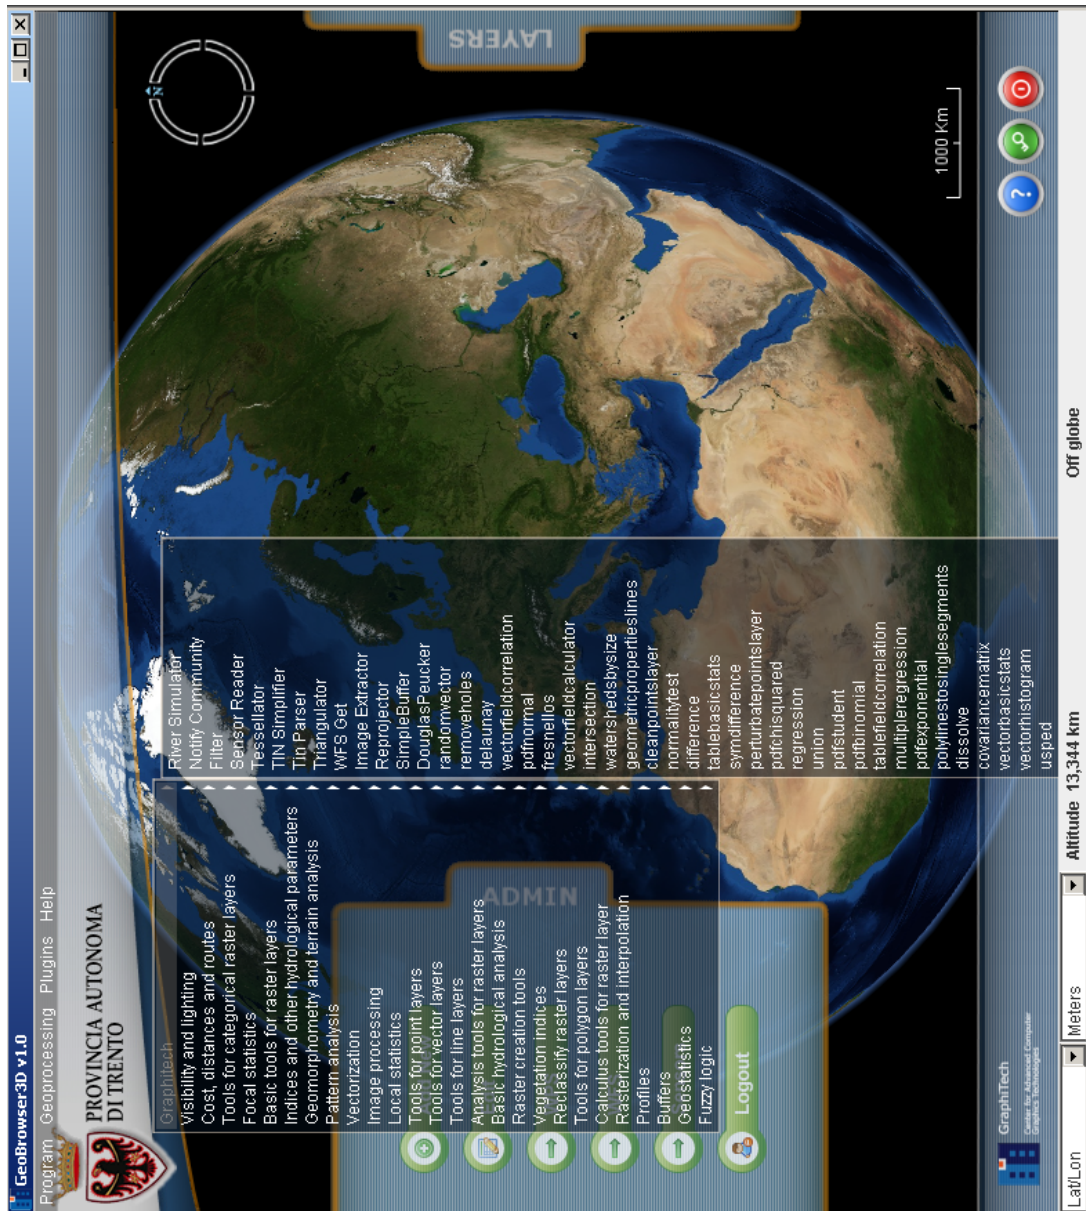 GeoBrowser3D v1.0
Program Geoprocessing Plugins Help
PROVINCIA AUTONOMA
DI TRENTO
N
LAYERS
ADMIN
Graphitech
Visibility and lighting
Cost, distances and routes
Tools for categorical raster layers
Focal statistics
Basic tools for raster layers
Indices and other hydrological parameters
Geomorphometry and terrain analysis
Pattern analysis
Vectorization
Image processing
Local statistics
Tools for point layers
Tools for vector layers
Tools for line layers
Analysis tools for raster layers
Basic hydrological analysis
Raster creation tools
Vegetation indices
Reclassify raster layers
Tools for polygon layers
Calculus tools for raster layer
Rasterization and interpolation
Profiles
Buffers
Geostatistics
Fuzzy logic
River Simulator
Notify Community
Filter
Sensor Reader
Tessellator
TIN Simplifier
Tin Parser
Triangulator
WFS Get
Image Extractor
Reprojector
SimpleBuffer
DouglasPeucker
randomvector
removeholes
delaunay
vectorfieldcorrelation
pdfnormal
fresnellos
vectorfieldcalculator
intersection
watershedsbysize
geometricpropertieslines
cleanpointslayer
normalitytest
difference
tablebasicstats
symdifference
perturbatepointslayer
pdfchisquared
regression
union
pdfstudent
pdfbinomial
tablefieldcorrelation
multipleregression
pdfexponential
polylinestosinglesegments
dissolve
covariancematrix
vectorbasicstats
vectorhistogram
usped
Logout
1000 Km
GraphiTech
Center for Advanced Computer
Graphics Technologies
Lat/Lon
Meters
Altitude 13,344 km
Off globe